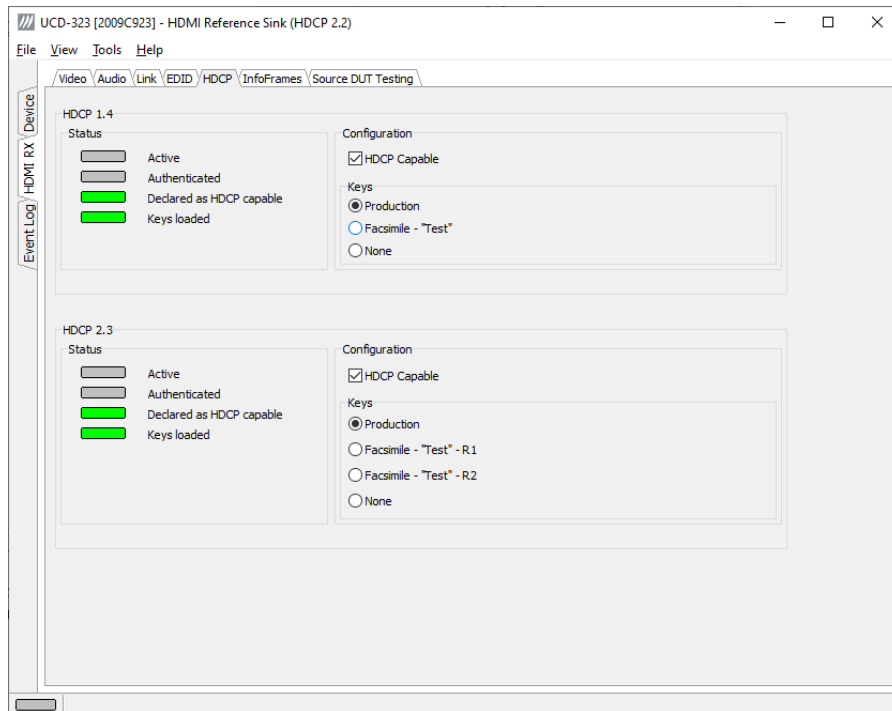 UCD-323 [2009C923] - HDMI Reference Sink (HDCP 2.2)
File View Tools Help
Video Audio Link EDID HDCP InfoFrames Source DUT Testing
Device
HDMI RX
Event Log
HDCP 1.4
Status
Active
Authenticated
Declared as HDCP capable
Keys loaded
Configuration
HDCP Capable
Keys
Production
Facsimile - "Test"
None
HDCP 2.3
Status
Active
Authenticated
Declared as HDCP capable
Keys loaded
Configuration
HDCP Capable
Keys
Production
Facsimile - "Test" - R1
Facsimile - "Test" - R2
None